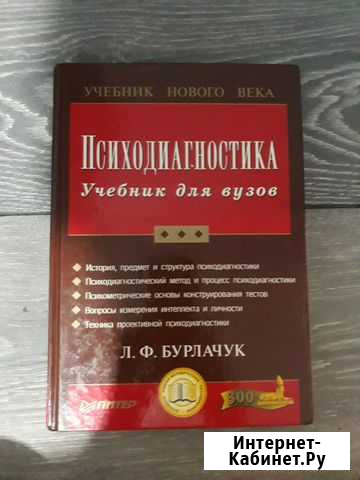 УЧЕБНИК НОВОГО ВЕКА
ПСИХОДИАГНОСТИКА
Учебник для вузов
История, предмет и структура психодиагностики
Психодиагностический метод и процесс психодиагностики
Психометрические основы конструирования тестов
Вопросы измерения интеллекта и личности
Техника проективной психодиагностики
Л. Ф. БУРЛАЧУК
ПИТЕР
300
Интернет-
Кабинет.Ру